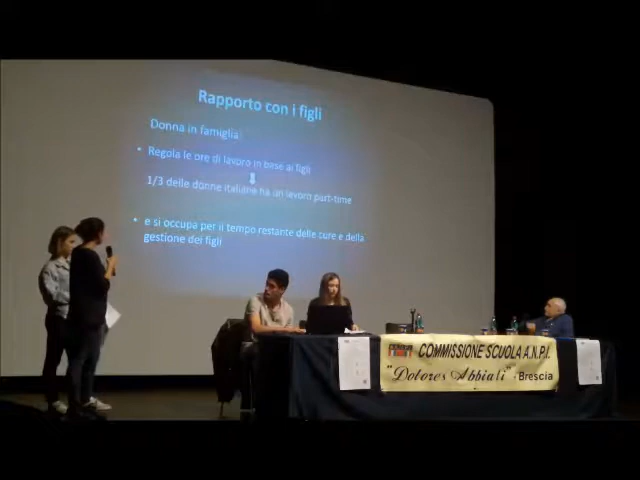 Rapporto con i figli
Donna in famiglia
• Regola le ore di lavoro in base ai figli
1/3 delle donne italiane ha un lavoro part-time
• e si occupa per il tempo restante delle cure e della
gestione dei figli
COMMISSIONE SCUOLA A.N.P.I.
"Dolores Abbiati" Brescia